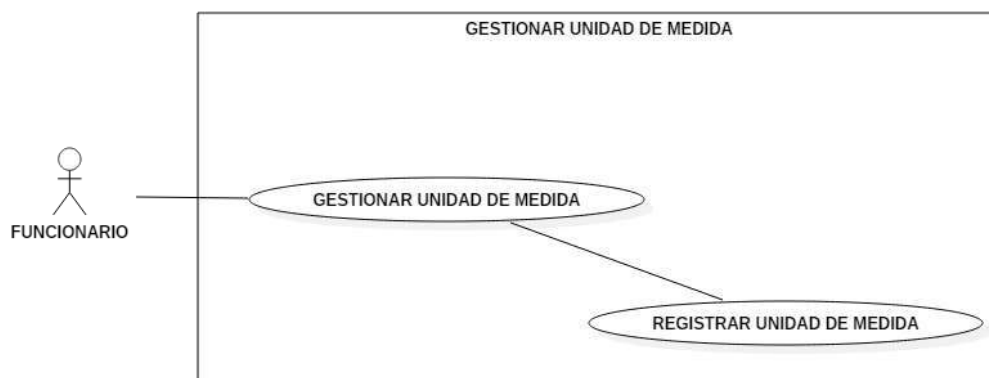 GESTIONAR UNIDAD DE MEDIDA
GESTIONAR UNIDAD DE MEDIDA
FUNCIONARIO
REGISTRAR UNIDAD DE MEDIDA